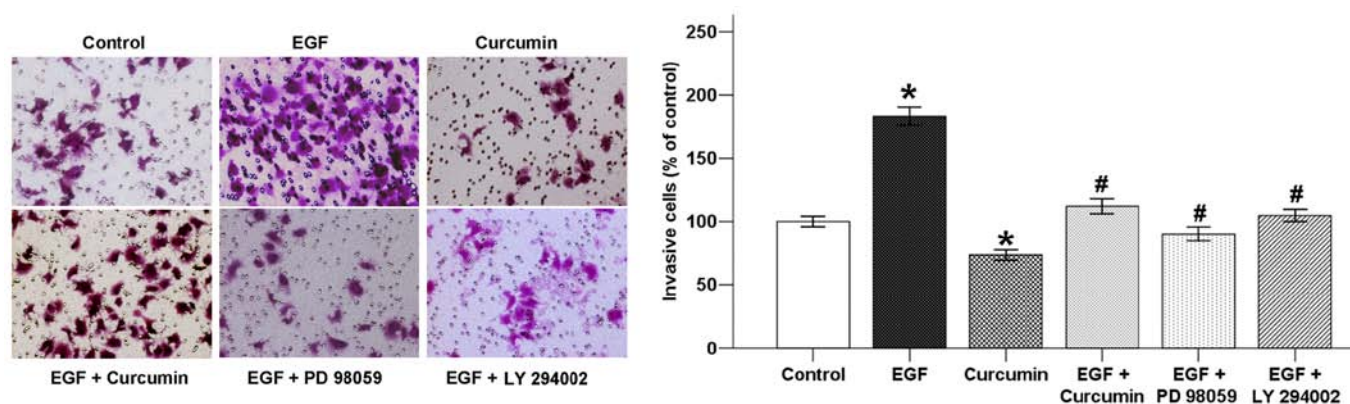 Control EGF Curcumin
EGF + Curcumin EGF + PD 98059 EGF + LY 294002
Invasive cells (% of control)
250
200
150
100
50
0
*
*
#
#
#
Control EGF Curcumin EGF + EGF + EGF +
Curcumin PD 98059 LY 294002